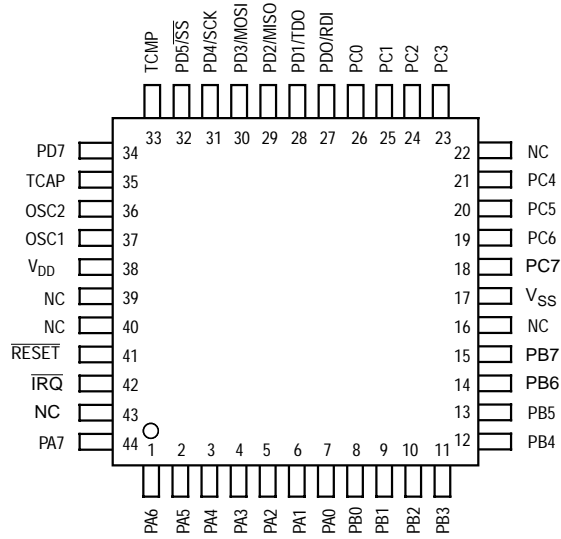 TCMP
PD5/SS
PD4/SCK
PD3/MOSI
PD2/MISO
PD1/TDO
PDO/RDI
PC0
PC1
PC2
PC3
33 32 31 30 29 28 27 26 25 24 23
PD7 34
TCAP 35
OSC2 36
OSC1 37
VDD 38
NC 39
NC 40
RESET 41
IRQ 42
NC 43
PA7 44
22 NC
21 PC4
20 PC5
19 PC6
18 PC7
17 VSS
16 NC
15 PB7
14 PB6
13 PB5
12 PB4
1 2 3 4 5 6 7 8 9 10 11
PA6
PA5
PA4
PA3
PA2
PA1
PA0
PB0
PB1
PB2
PB3